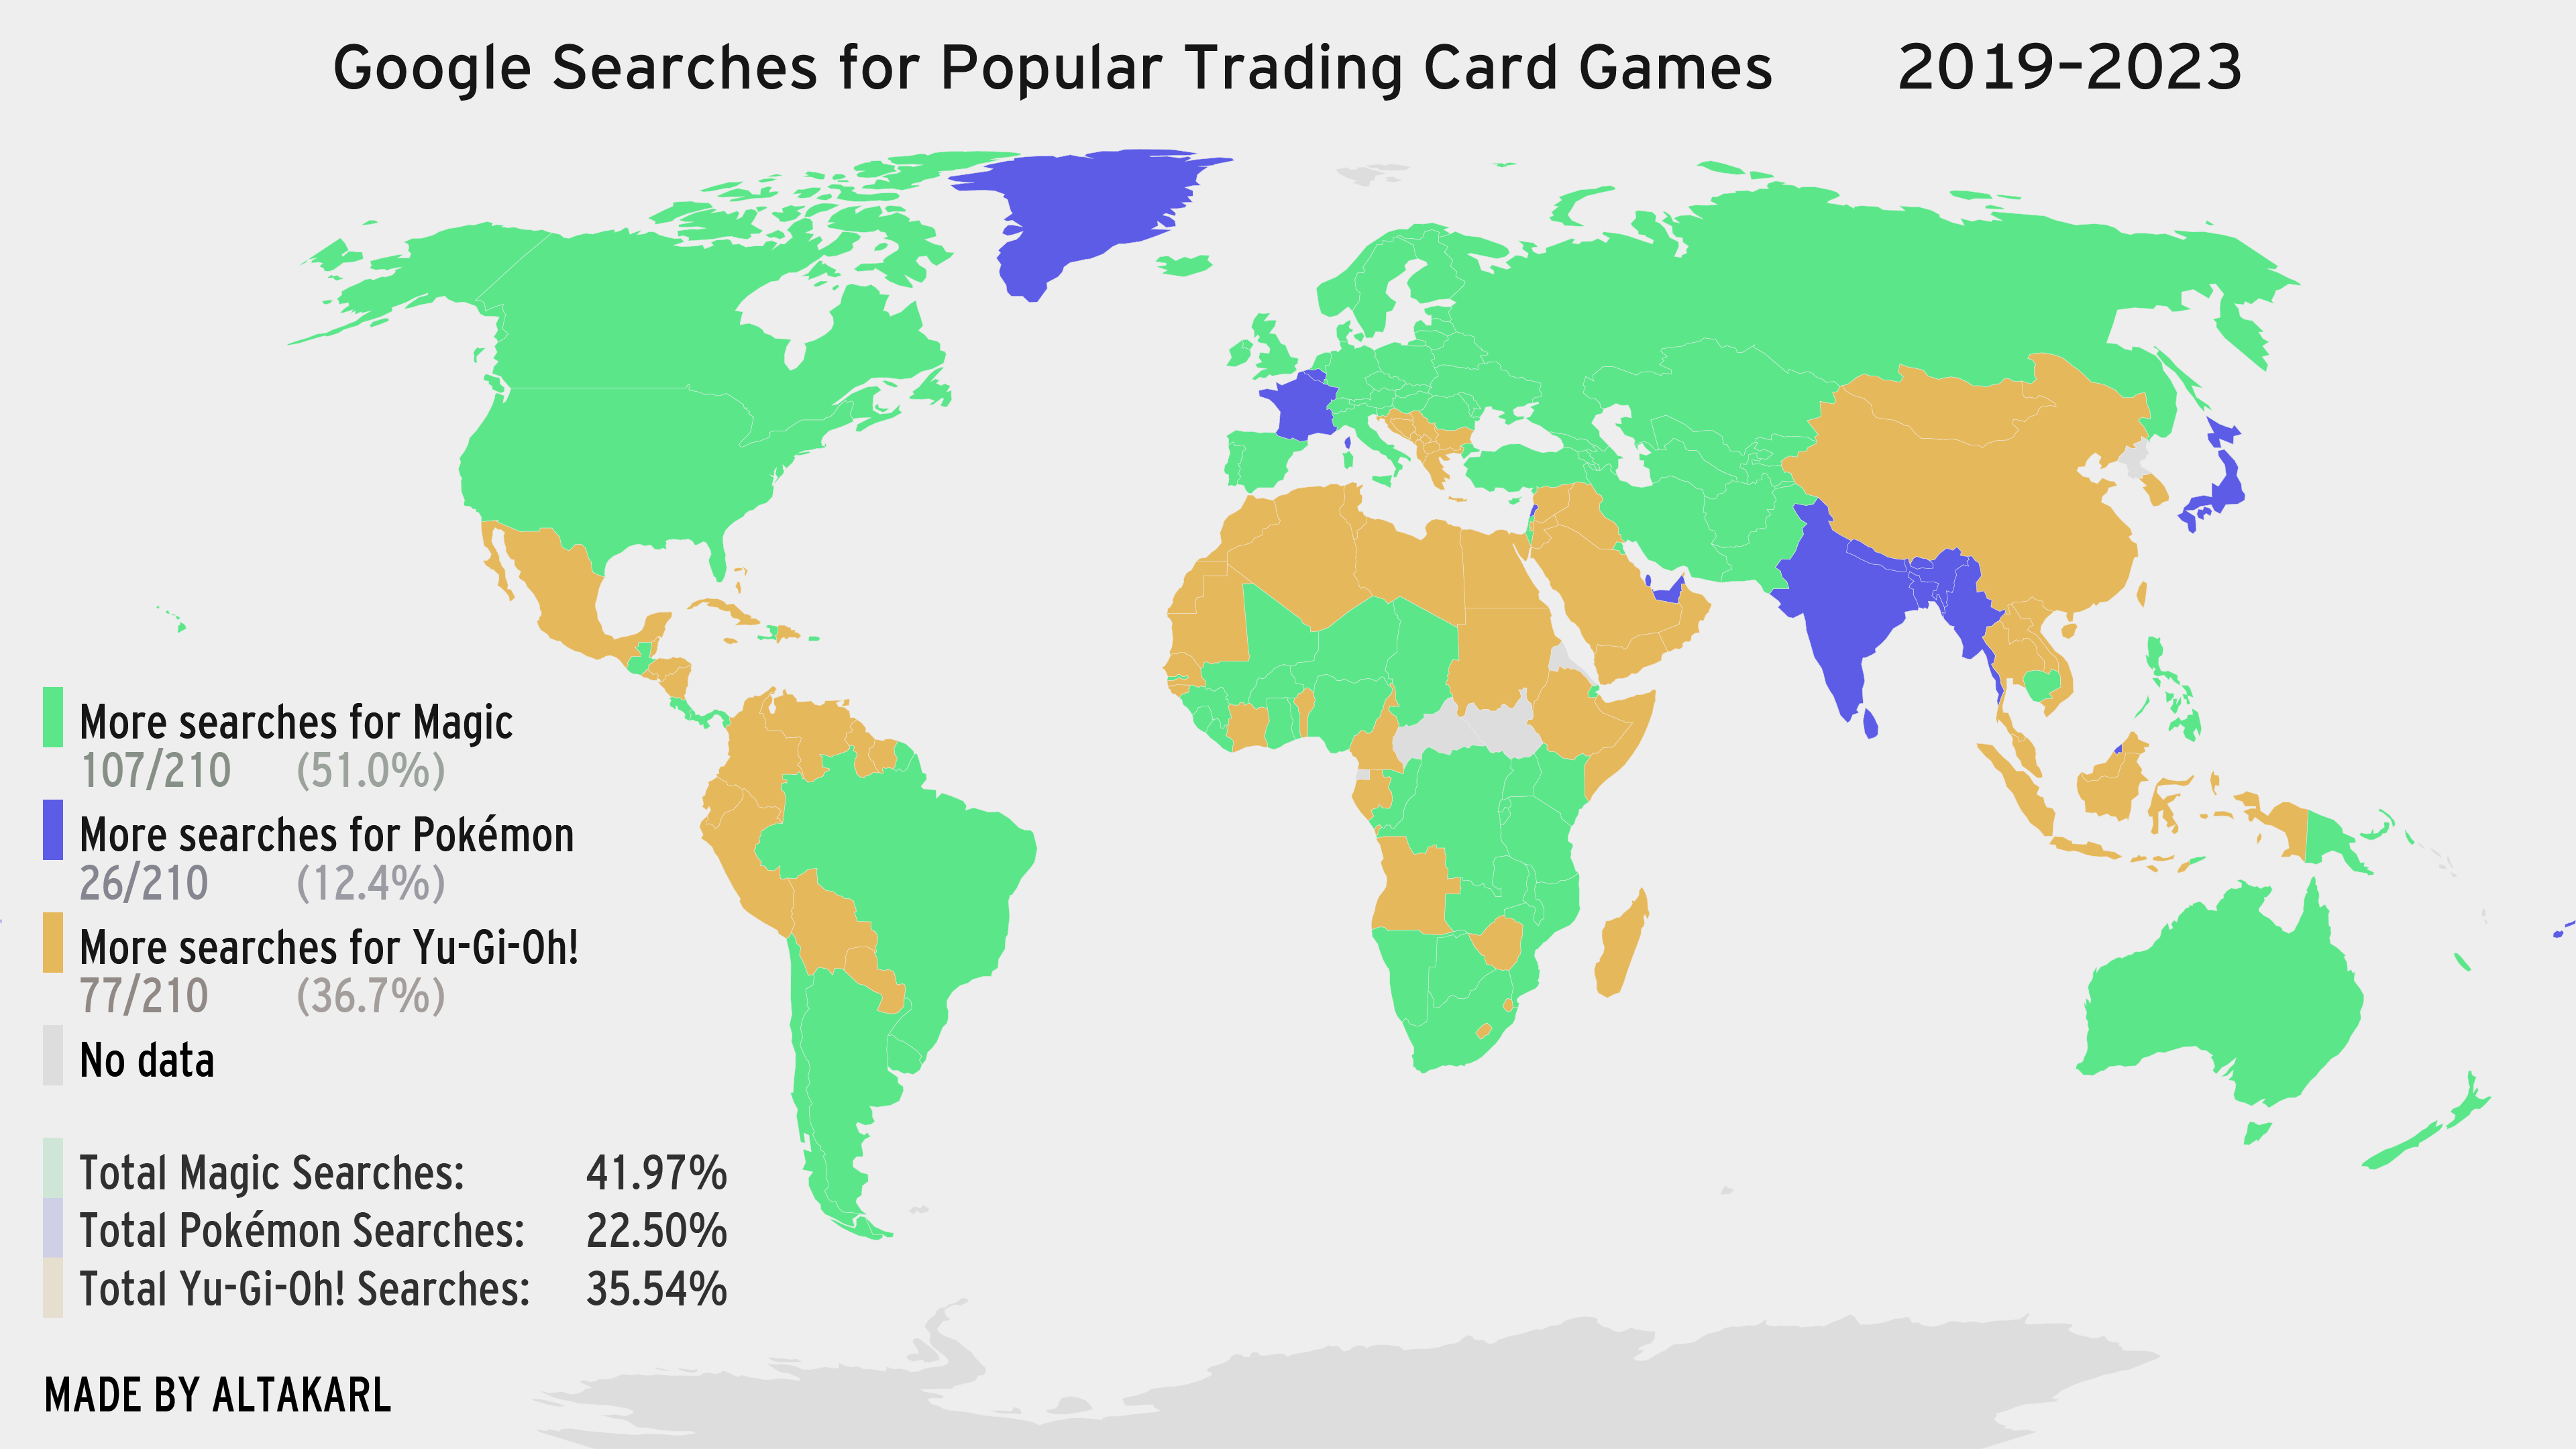 Google Searches for Popular Trading Card Games 2019-2023
More searches for Magic
107/210 (51.0%)
More searches for Pokémon
26/210 (12.4%)
More searches for Yu-Gi-Oh!
77/210 (36.7%)
No data
Total Magic Searches: 41.97%
Total Pokémon Searches: 22.50%
Total Yu-Gi-Oh! Searches: 35.54%
MADE BY ALTAKARL